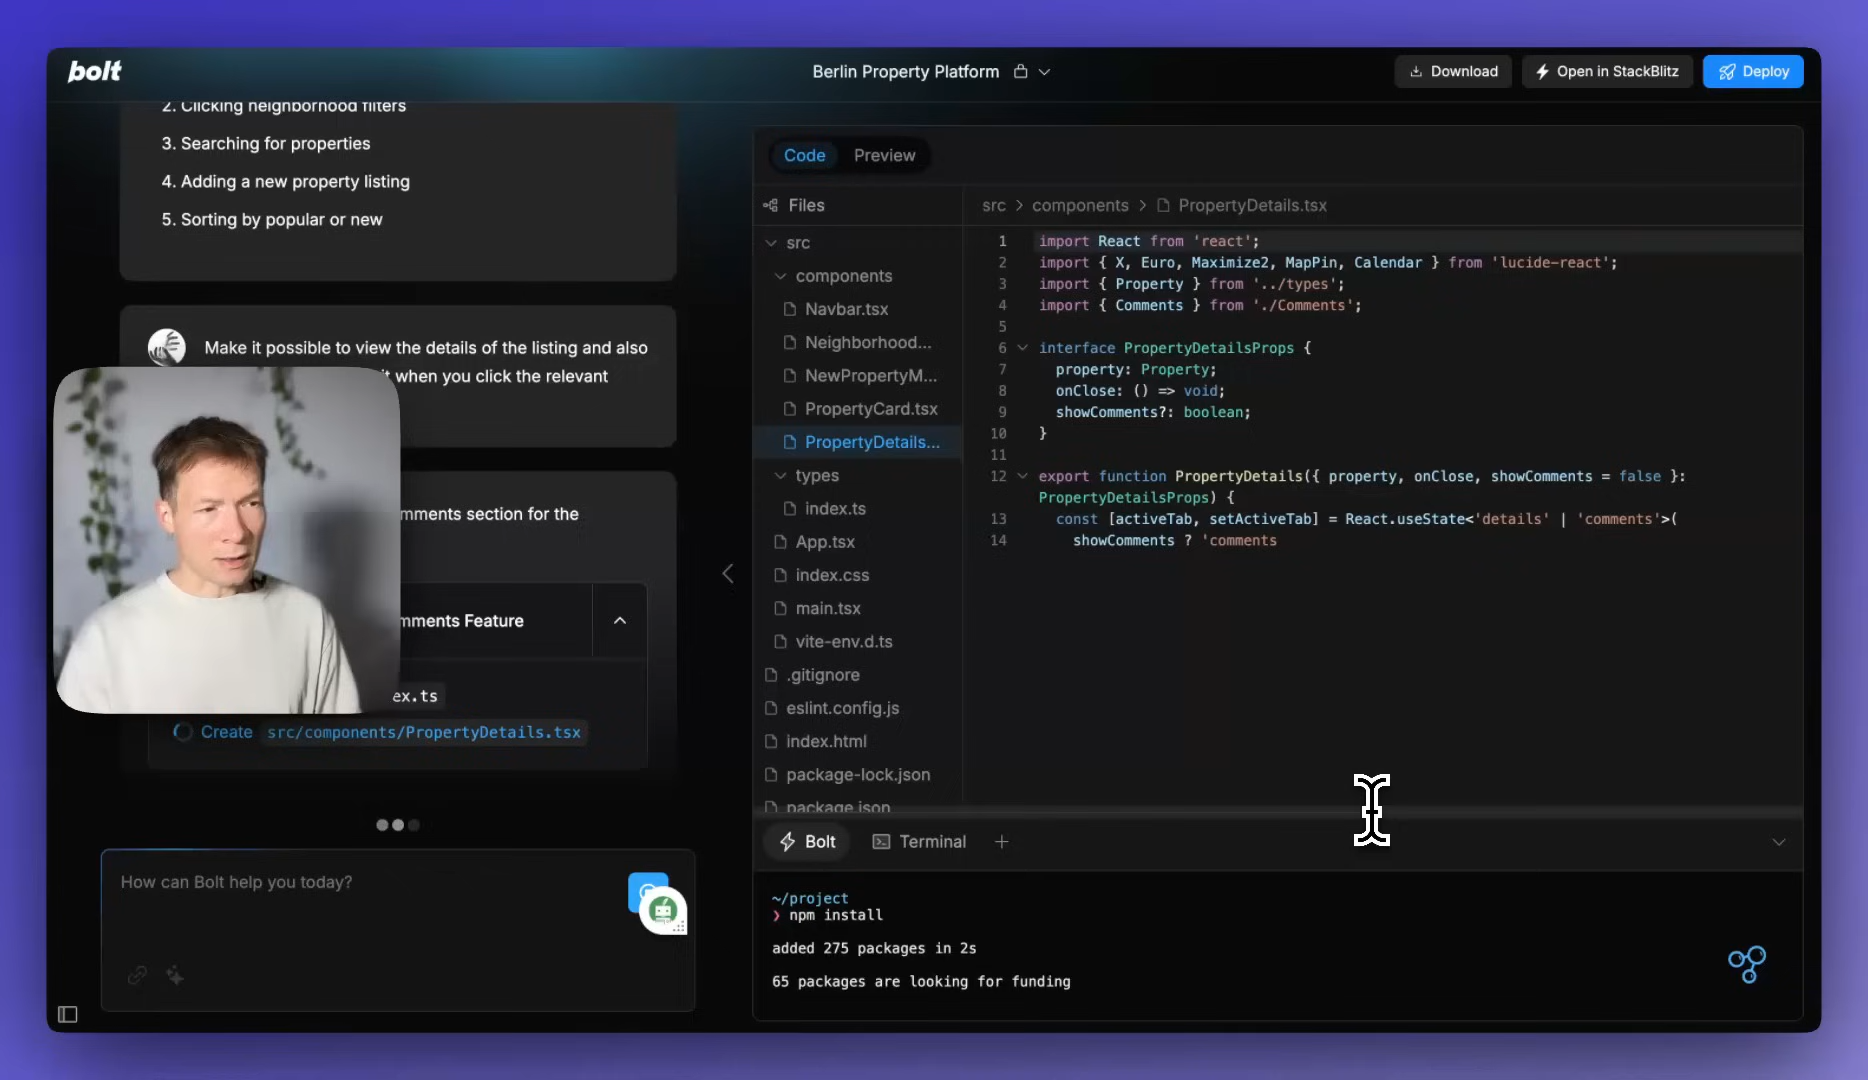 bolt
Berlin Property Platform
Download
Open in StackBlitz
Deploy
2. Clicking neighborhood filters
3. Searching for properties
4. Adding a new property listing
5. Sorting by popular or new
Make it possible to view the details of the listing and also
when you click the relevant
mments section for the
mments Feature
ex.ts
Create src/components/PropertyDetails.tsx
How can Bolt help you today?
Code
Preview
Files
src
components
Navbar.tsx
Neighborhood...
NewPropertyM...
PropertyCard.tsx
PropertyDetails...
types
index.ts
App.tsx
index.css
main.tsx
vite-env.d.ts
.gitignore
eslint.config.js
index.html
package-lock.json
package.json
src > components > PropertyDetails.tsx
1 import React from 'react';
2 import { X, Euro, Maximize2, MapPin, Calendar } from 'lucide-react';
3 import { Property } from '../types';
4 import { Comments } from './Comments';
5
6 interface PropertyDetailsProps {
7 property: Property;
8 onClose: () => void;
9 showComments?: boolean;
10 }
11
12 export function PropertyDetails({ property, onClose, showComments = false }:
PropertyDetailsProps) {
13 const [activeTab, setActiveTab] = React.useState<'details' | 'comments'>(
14 showComments ? 'comments
Bolt
Terminal
~/project
❯ npm install
added 275 packages in 2s
65 packages are looking for funding